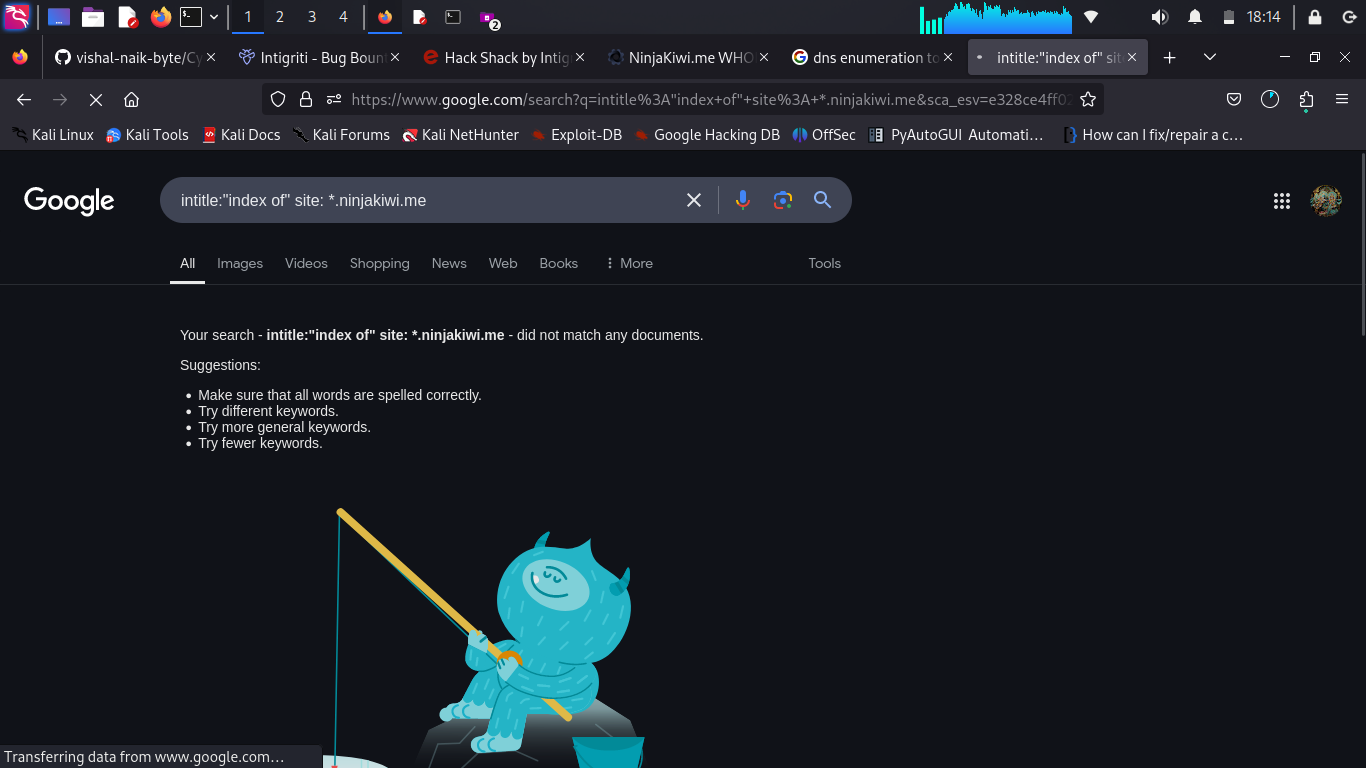 1 2 3 4 2 18:14
vishal-naik-byte/Cy Intigriti - Bug Boun Hack Shack by Intig NinjaKiwi.me WHO dns enumeration to intitle:"index of" sit
https://www.google.com/search?q=intitle%3A"index+of"+site%3A+*.ninjakiwi.me&sca_esv=e328ce4ff02
Kali Linux Kali Tools Kali Docs Kali Forums Kali NetHunter Exploit-DB Google Hacking DB OffSec PyAutoGUI Automati… How can I fix/repair a c…
Google intitle:"index of" site: *.ninjakiwi.me
All Images Videos Shopping News Web Books More Tools
Your search - intitle:"index of" site: *.ninjakiwi.me - did not match any documents.
Suggestions:
Make sure that all words are spelled correctly.
Try different keywords.
Try more general keywords.
Try fewer keywords.
Transferring data from www.google.com…